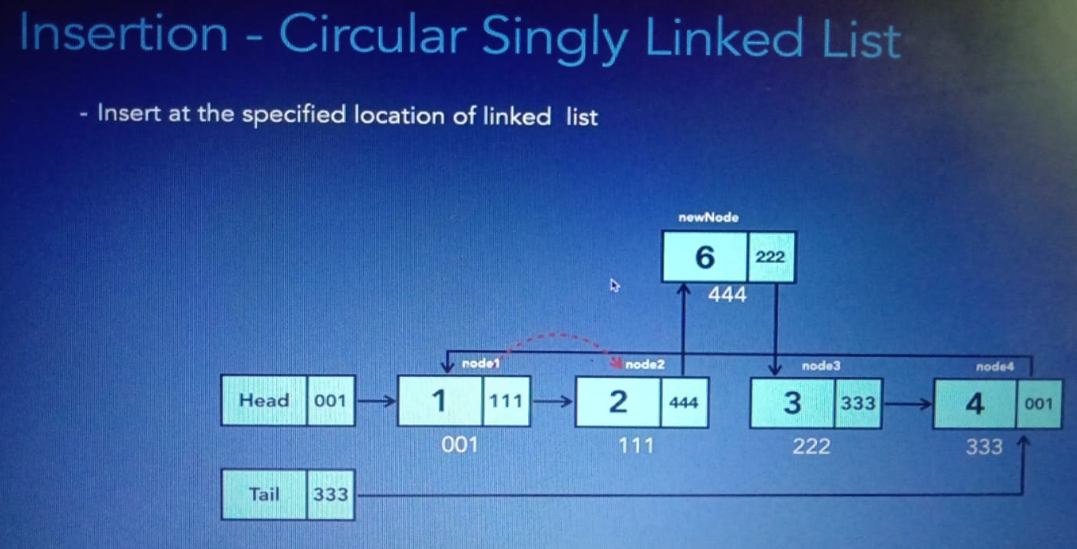 Insertion - Circular Singly Linked List
- Insert at the specified location of linked list
newNode
6 222
444
node1 node2 node3 node4
Head 001 1 111 2 444 3 333 4 001
001 111 222 333
Tail 333